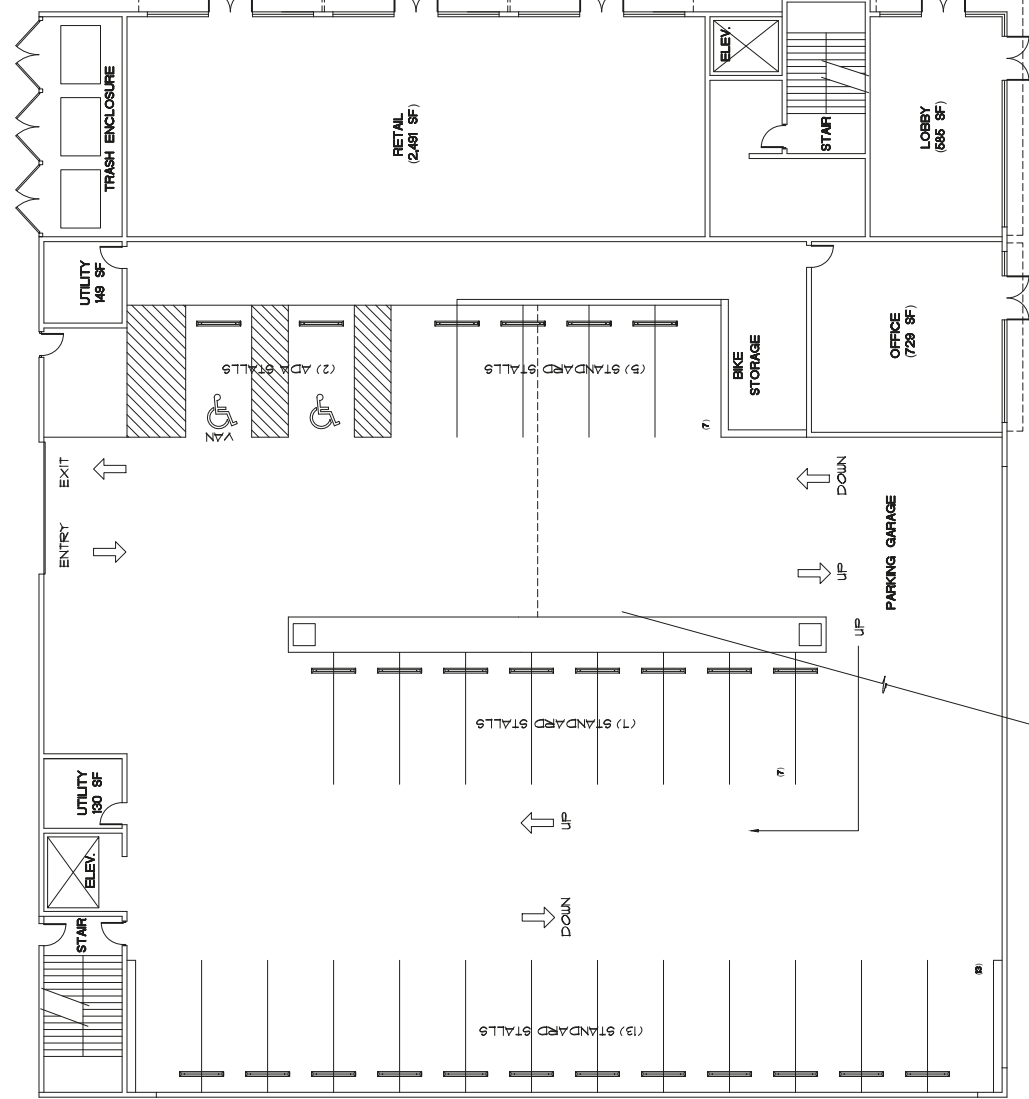 ELEV.
TRASH ENCLOSURE
RETAIL
(2,491 SF)
STAIR
LOBBY
(585 SF)
UTILITY
149 SF
(2) ADA STALLS
(5) STANDARD STALLS
BIKE
STORAGE
OFFICE
(729 SF)
VAN
(7)
EXIT
DOWN
ENTRY
UP
PARKING GARAGE
UP
(7) STANDARD STALLS
(7)
UTILITY
130 SF
UP
ELEV.
DOWN
STAIR
(13) STANDARD STALLS